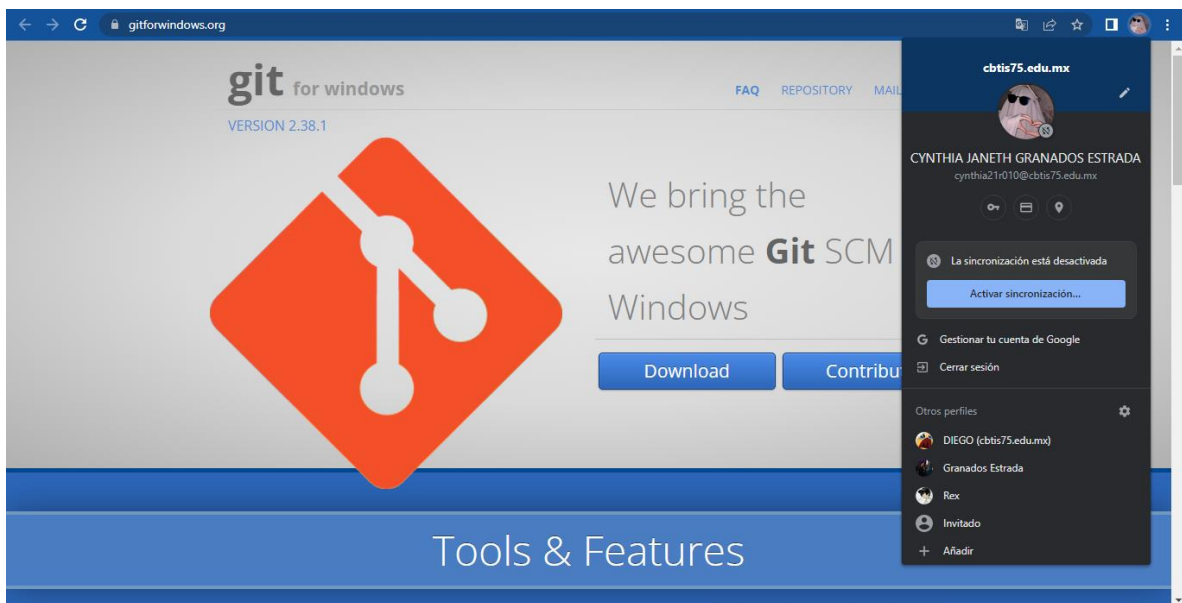 gitforwindows.org
git for windows
FAQ REPOSITORY
VERSION 2.38.1
We bring the
awesome Git SCM
Windows
Download
Tools & Features
cbtis75.edu.mx
CYNTHIA JANETH GRANADOS ESTRADA
cynthia21r010@cbtis75.edu.mx
La sincronización está desactivada
Activar sincronización...
G Gestionar tu cuenta de Google
Cerrar sesión
Otros perfiles
DIEGO (cbtis75.edu.mx)
Granados Estrada
Rex
Invitado
+ Añadir